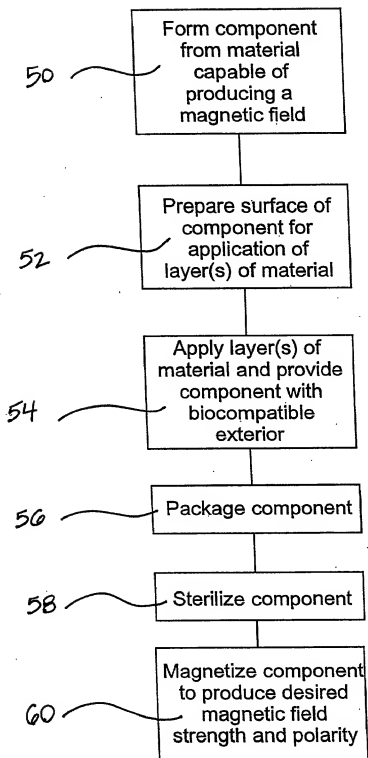 Form component
from material
capable of
producing a
magnetic field
50
Prepare surface of
component for
application of
layer(s) of material
52
Apply layer(s) of
material and provide
component with
biocompatible
exterior
54
Package component
56
Sterilize component
58
Magnetize component
to produce desired
magnetic field
strength and polarity
60